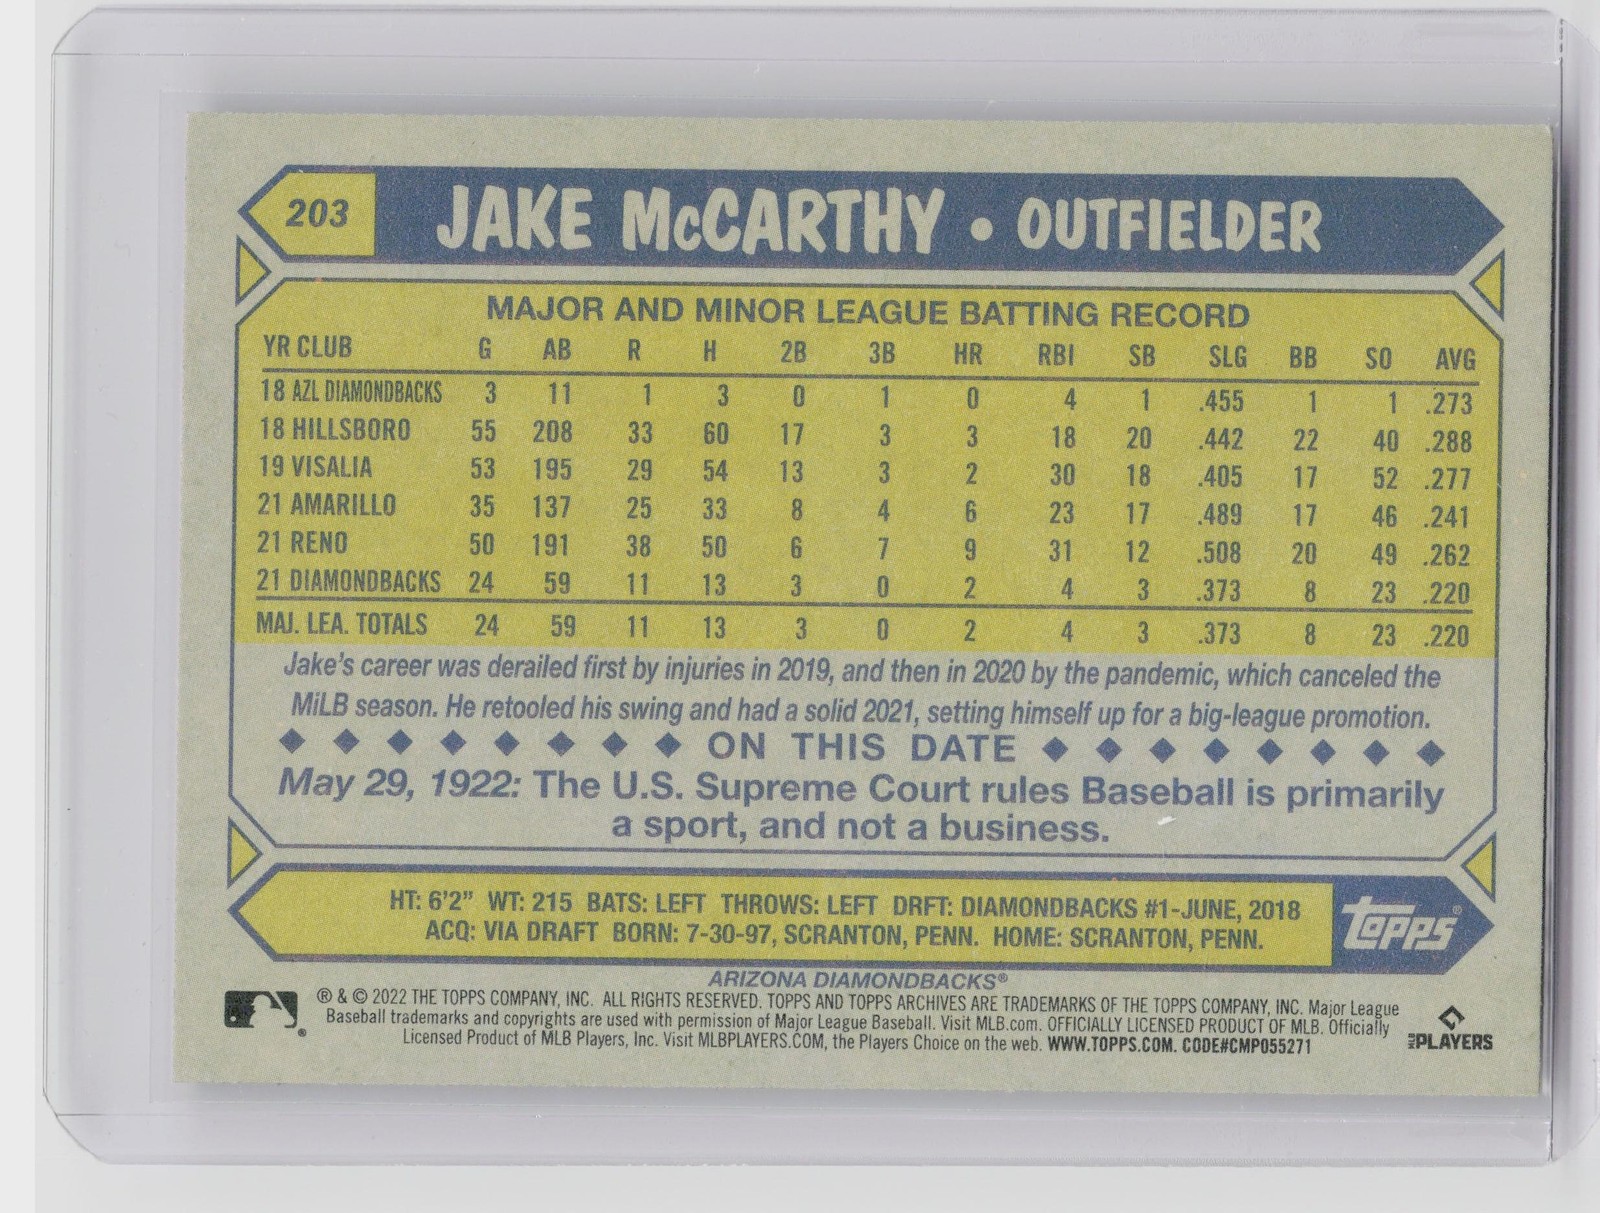 203 JAKE McCARTHY • OUTFIELDER
MAJOR AND MINOR LEAGUE BATTING RECORD
YR CLUB G AB R H 2B 3B HR RBI SB SLG BB SO AVG
18 AZL DIAMONDBACKS 3 11 1 3 0 1 0 4 1 .455 1 1 .273
18 HILLSBORO 55 208 33 60 17 3 3 18 20 .442 22 40 .288
19 VISALIA 53 195 29 54 13 3 2 30 18 .405 17 52 .277
21 AMARILLO 35 137 25 33 8 4 6 23 17 .489 17 46 .241
21 RENO 50 191 38 50 6 7 9 31 12 .508 20 49 .262
21 DIAMONDBACKS 24 59 11 13 3 0 2 4 3 .373 8 23 .220
MAJ. LEA. TOTALS 24 59 11 13 3 0 2 4 3 .373 8 23 .220
Jake's career was derailed first by injuries in 2019, and then in 2020 by the pandemic, which canceled the
MiLB season. He retooled his swing and had a solid 2021, setting himself up for a big-league promotion.
◆ ◆ ◆ ◆ ◆ ◆ ◆ ◆ ON THIS DATE ◆ ◆ ◆ ◆ ◆ ◆ ◆ ◆
May 29, 1922: The U.S. Supreme Court rules Baseball is primarily
a sport, and not a business.
HT: 6'2" WT: 215 BATS: LEFT THROWS: LEFT DRFT: DIAMONDBACKS #1-JUNE, 2018
ACQ: VIA DRAFT BORN: 7-30-97, SCRANTON, PENN. HOME: SCRANTON, PENN.
topps®
ARIZONA DIAMONDBACKS®
® & © 2022 THE TOPPS COMPANY, INC. ALL RIGHTS RESERVED. TOPPS AND TOPPS ARCHIVES ARE TRADEMARKS OF THE TOPPS COMPANY, INC. Major League
Baseball trademarks and copyrights are used with permission of Major League Baseball. Visit MLB.com. OFFICIALLY LICENSED PRODUCT OF MLB. Officially
Licensed Product of MLB Players, Inc. Visit MLBPLAYERS.COM, the Players Choice on the web. WWW.TOPPS.COM. CODE#CMP055271
MLB PLAYERS